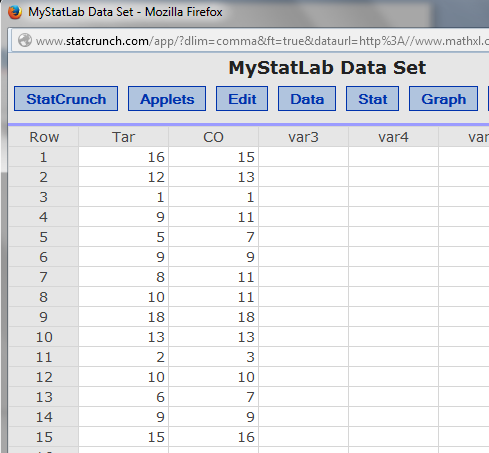 MyStatLab Data Set - Mozilla Firefox
www.statcrunch.com/app/?dlim=comma&ft=true&dataurl=http%3A//www.mathxl.c
MyStatLab Data Set
StatCrunch Applets Edit Data Stat Graph
Row Tar CO var3 var4 var
1 16 15
2 12 13
3 1 1
4 9 11
5 5 7
6 9 9
7 8 11
8 10 11
9 18 18
10 13 13
11 2 3
12 10 10
13 6 7
14 9 9
15 15 16